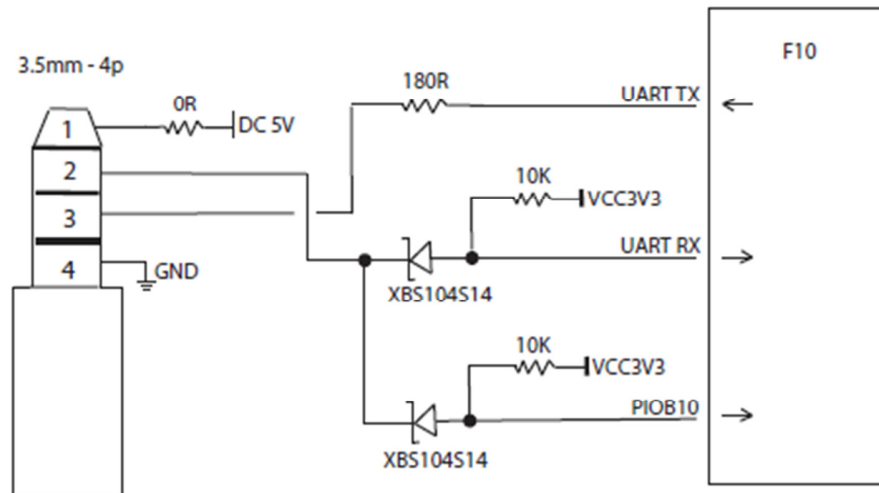 3.5mm - 4p
F10
180R
UART TX
0R
DC 5V
1
2
3
4
GND
10K
VCC3V3
UART RX
XBS104S14
10K
VCC3V3
PIOB10
XBS104S14